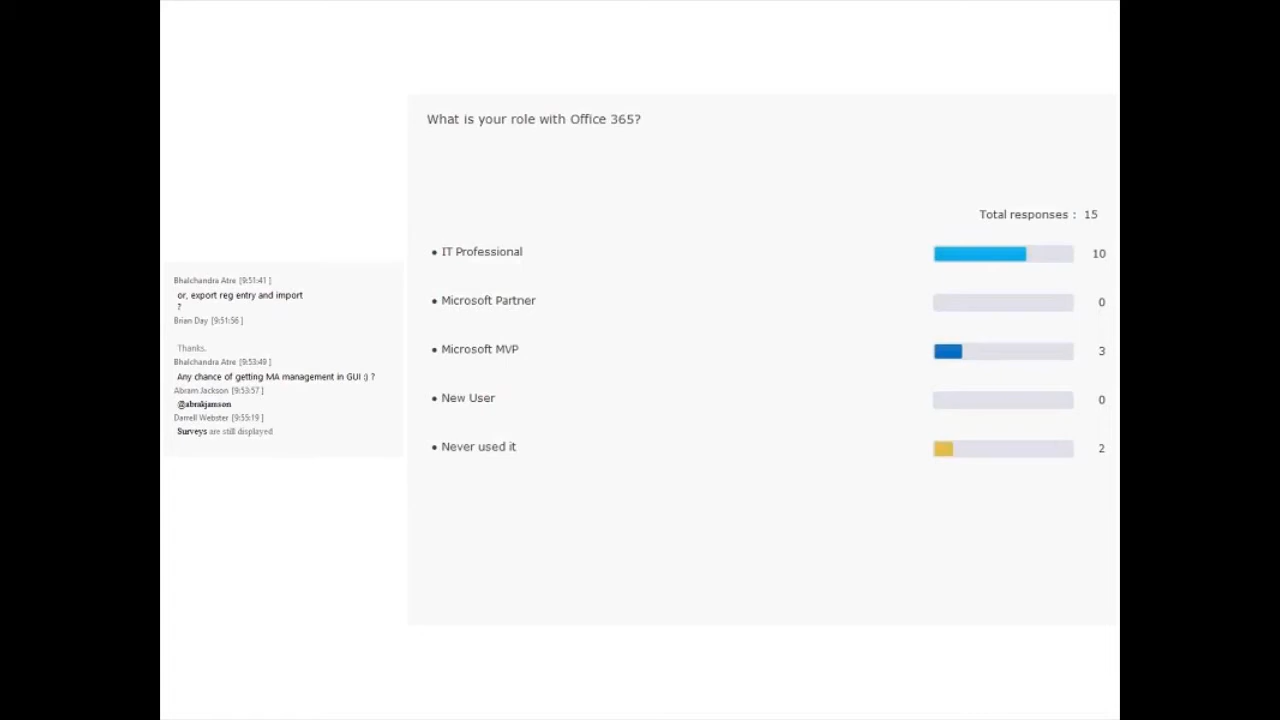 What is your role with Office 365?
Total responses : 15
• IT Professional 10
• Microsoft Partner 0
• Microsoft MVP 3
• New User 0
• Never used it 2
Bhalchandra Atre [9:51:41 ]
or, export reg entry and import
?
Brian Day [9:51:56 ]
Thanks.
Bhalchandra Atre [9:53:49 ]
Any chance of getting MA management in GUI :) ?
Abram Jackson [9:53:57 ]
@abrakjamson
Darrell Webster [9:55:19 ]
Surveys are still displayed